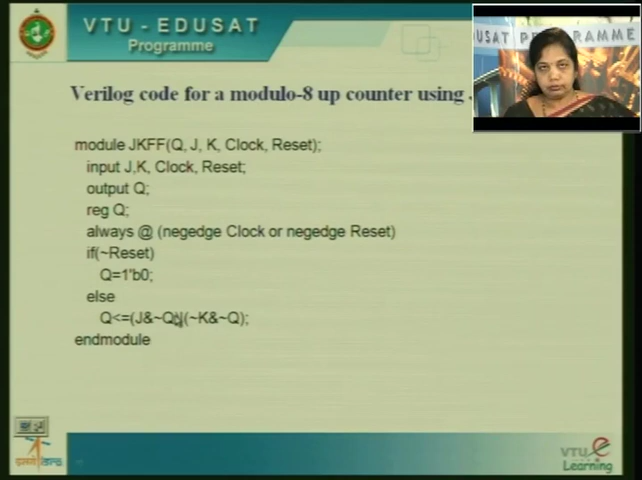 VTU - EDUSAT
Programme
DUSAT PROGRAMME
Verilog code for a modulo-8 up counter using
module JKFF(Q, J, K, Clock, Reset);
input J,K, Clock, Reset;
output Q;
reg Q;
always @ (negedge Clock or negedge Reset)
if(~Reset)
Q=1'b0;
else
Q<=(J&~Q)|(~K&~Q);
endmodule
VTU e
Learning